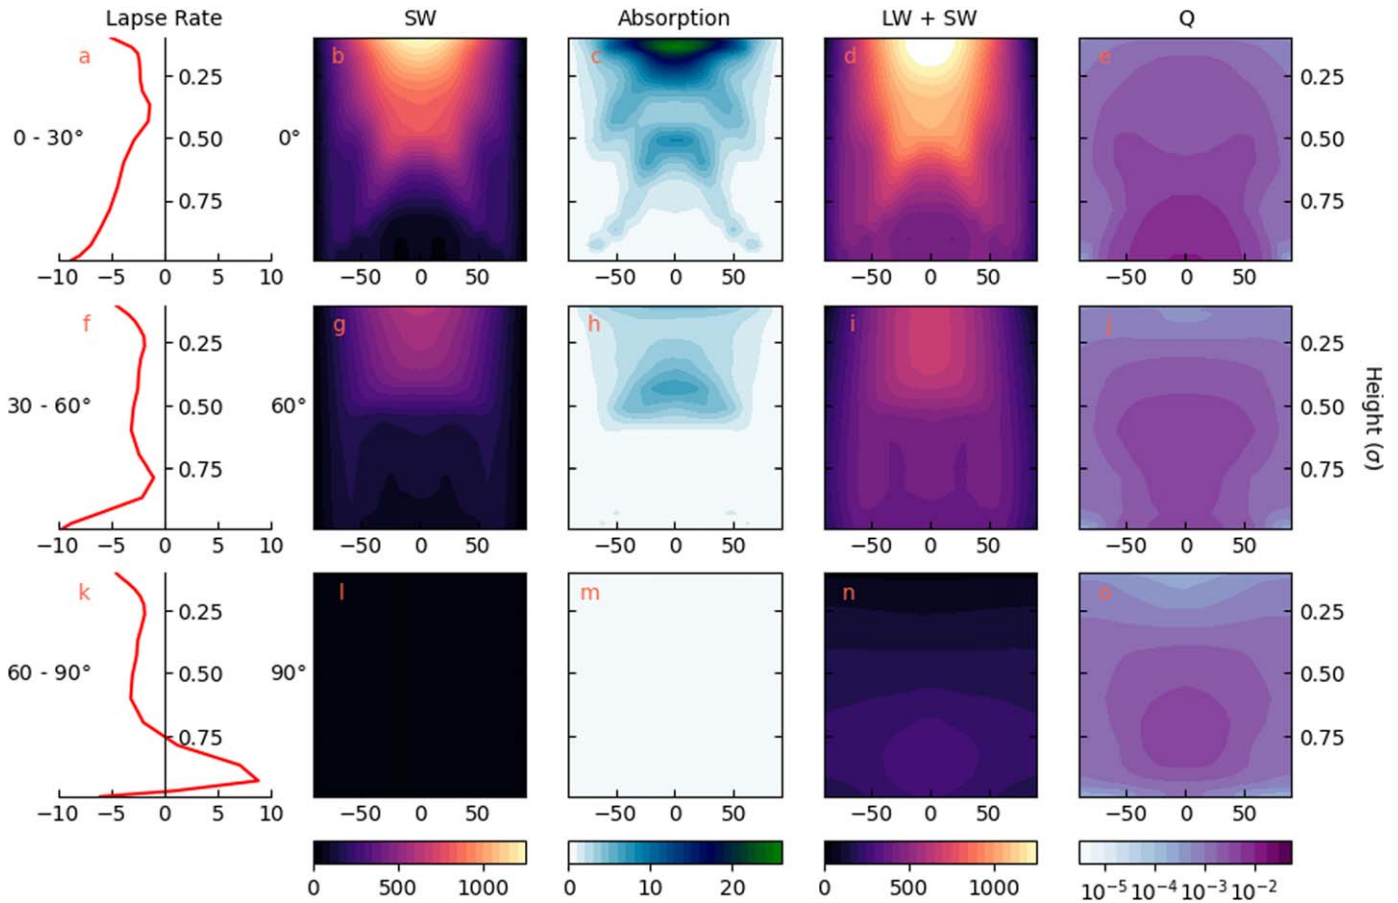 Lapse Rate SW Absorption LW + SW Q
a b c d e
0.25 0.25
0 - 30° 0.50 0° 0.50
0.75 0.75
−10 −5 0 5 10 −50 0 50 −50 0 50 −50 0 50 −50 0 50
f g h i j
0.25 0.25
30 - 60° 0.50 60° 0.50
Height (σ)
0.75 0.75
−10 −5 0 5 10 −50 0 50 −50 0 50 −50 0 50 −50 0 50
k l m n o
0.25 0.25
60 - 90° 0.50 90° 0.50
0.75 0.75
−10 −5 0 5 10 −50 0 50 −50 0 50 −50 0 50 −50 0 50
0 500 1000 0 10 20 0 500 1000 10⁻⁵ 10⁻⁴ 10⁻³ 10⁻²